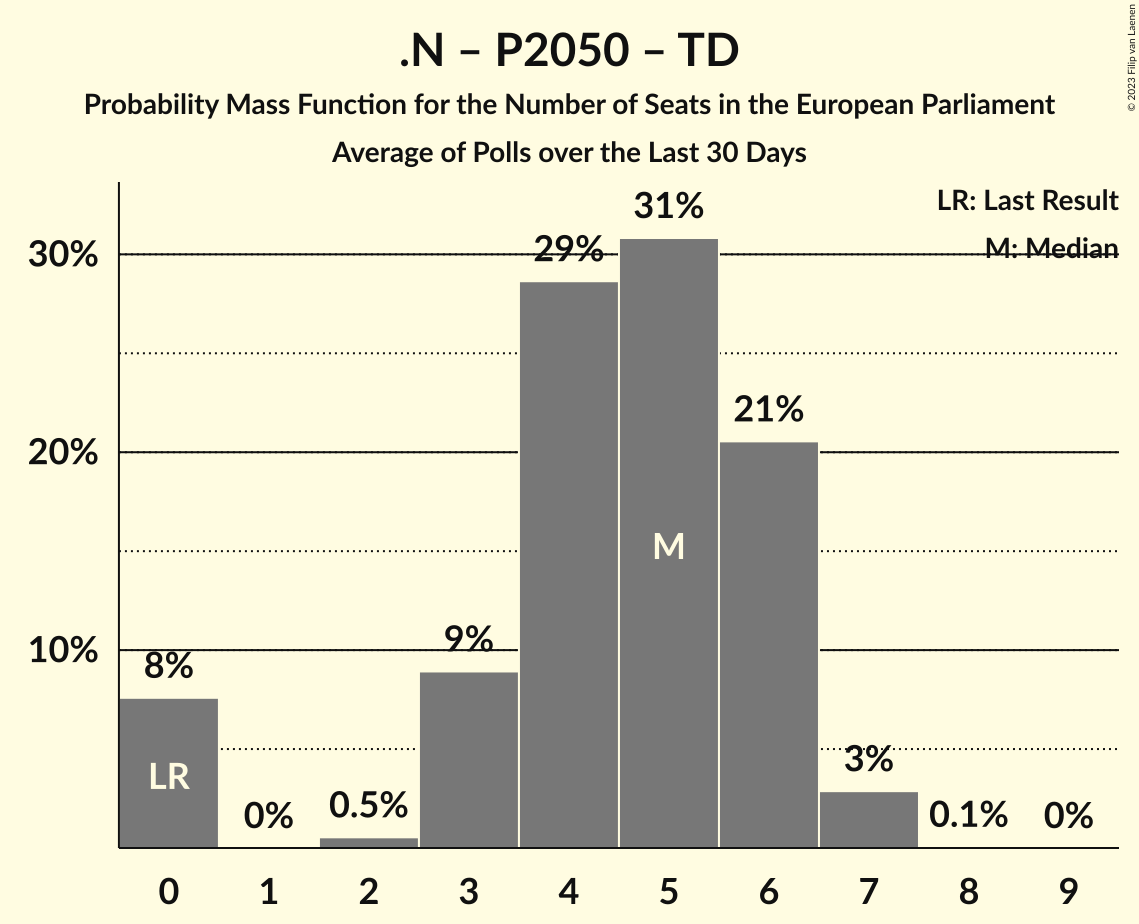 .N – P2050 – TD
Probability Mass Function for the Number of Seats in the European Parliament
Average of Polls over the Last 30 Days
© 2023 Filip van Laenen
LR: Last Result
M: Median
30%
20%
10%
8%
0%
0.5%
9%
29%
31%
21%
3%
0.1%
0%
LR
M
0 1 2 3 4 5 6 7 8 9